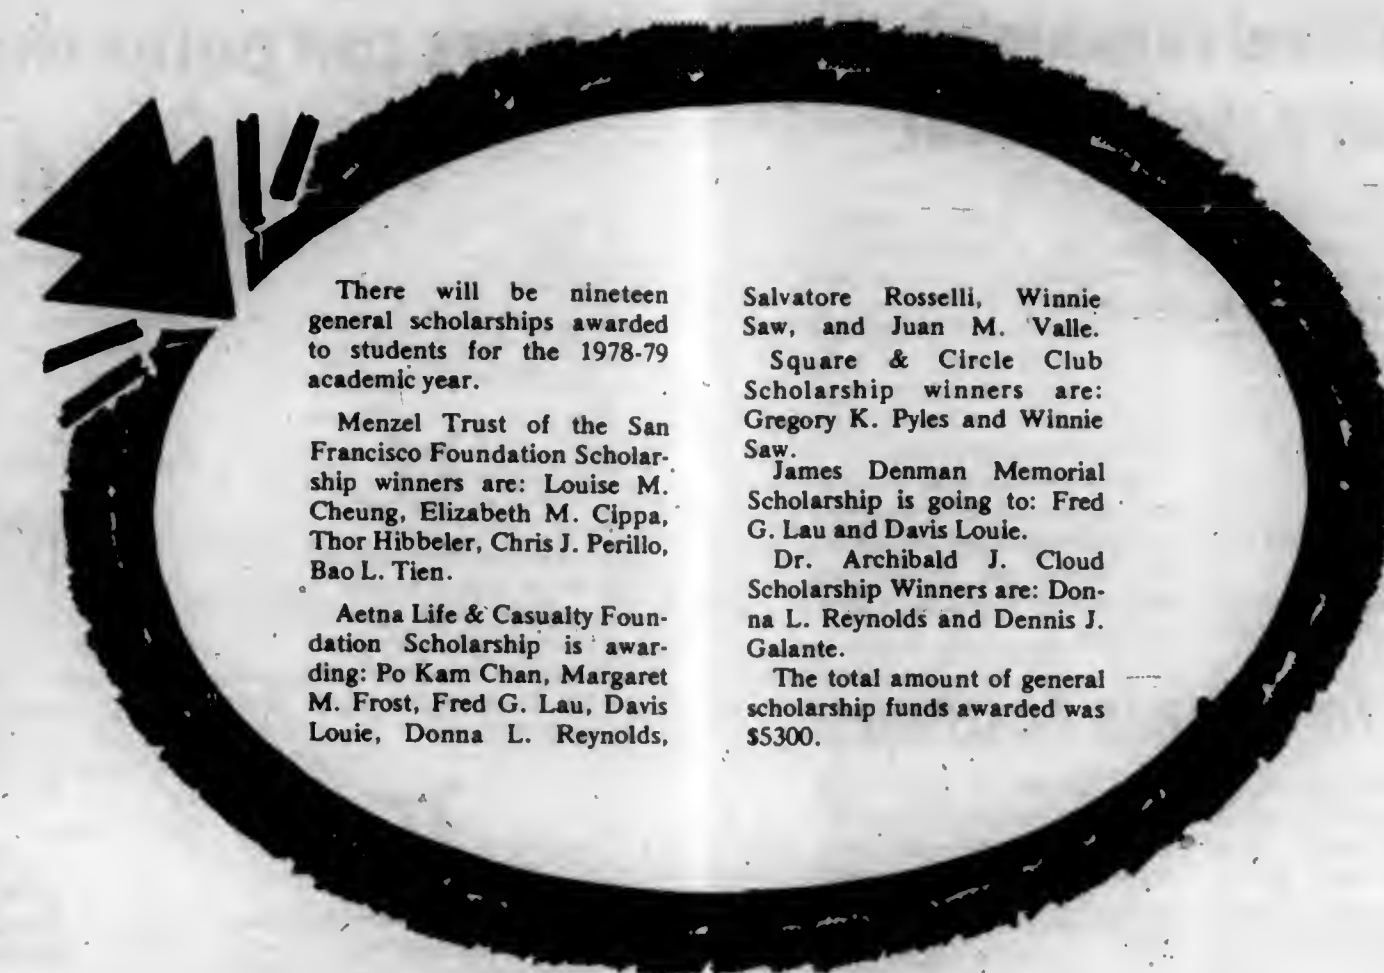 There will be nineteen
general scholarships awarded
to students for the 1978-79
academic year.
Menzel Trust of the San
Francisco Foundation Scholar-
ship winners are: Louise M.
Cheung, Elizabeth M. Cippa,
Thor Hibbeler, Chris J. Perillo,
Bao L. Tien.
Aetna Life & Casualty Foun-
dation Scholarship is awar-
ding: Po Kam Chan, Margaret
M. Frost, Fred G. Lau, Davis
Louie, Donna L. Reynolds,
Salvatore Rosselli, Winnie
Saw, and Juan M. Valle.
Square & Circle Club
Scholarship winners are:
Gregory K. Pyles and Winnie
Saw.
James Denman Memorial
Scholarship is going to: Fred
G. Lau and Davis Louie.
Dr. Archibald J. Cloud
Scholarship Winners are: Don-
na L. Reynolds and Dennis J.
Galante.
The total amount of general
scholarship funds awarded was
$5300.